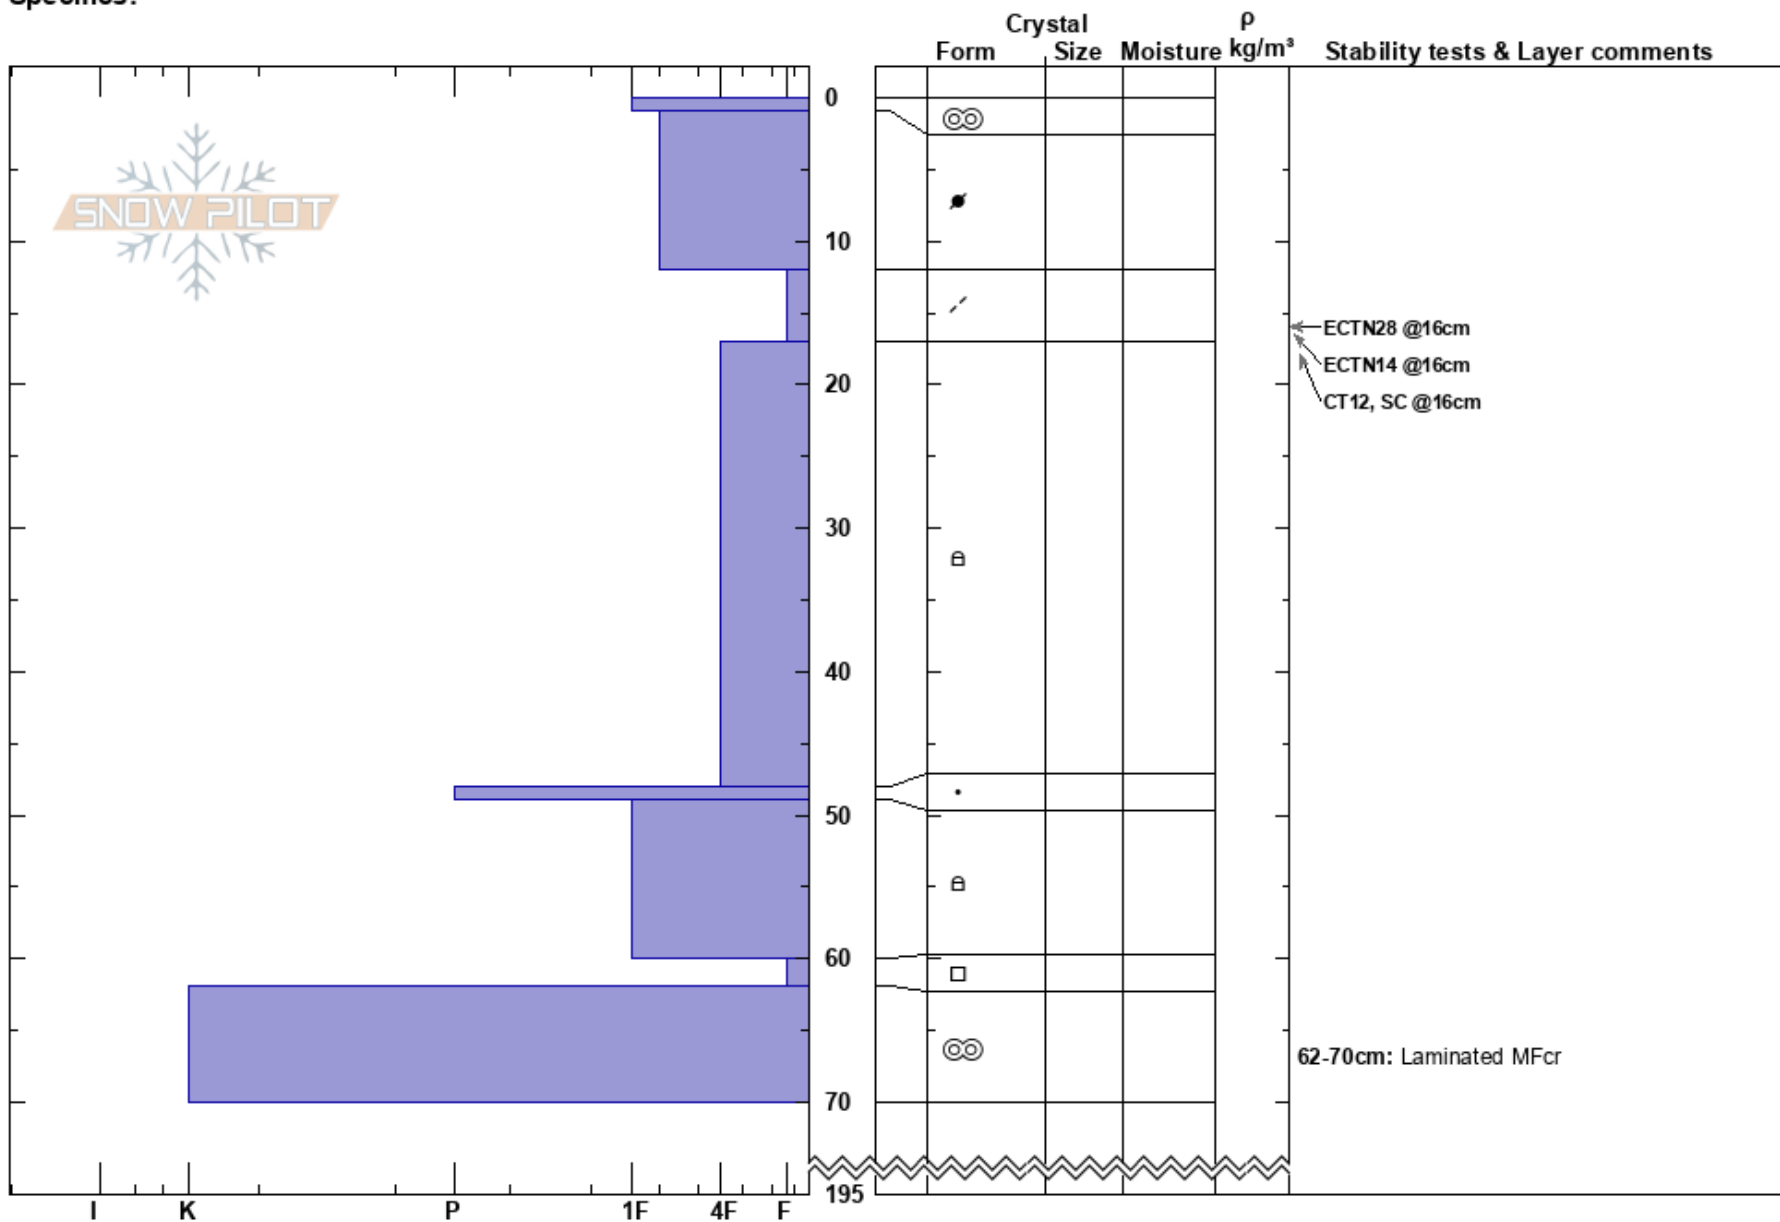 Specifics:
Crystal
ρ
Form Size Moisture kg/m³ Stability tests & Layer comments
0
SNOW PILOT
10
ECTN28 @16cm
ECTN14 @16cm
20
CT12, SC @16cm
30
40
50
60
62-70cm: Laminated MFcr
70
195
I K P 1F 4F F